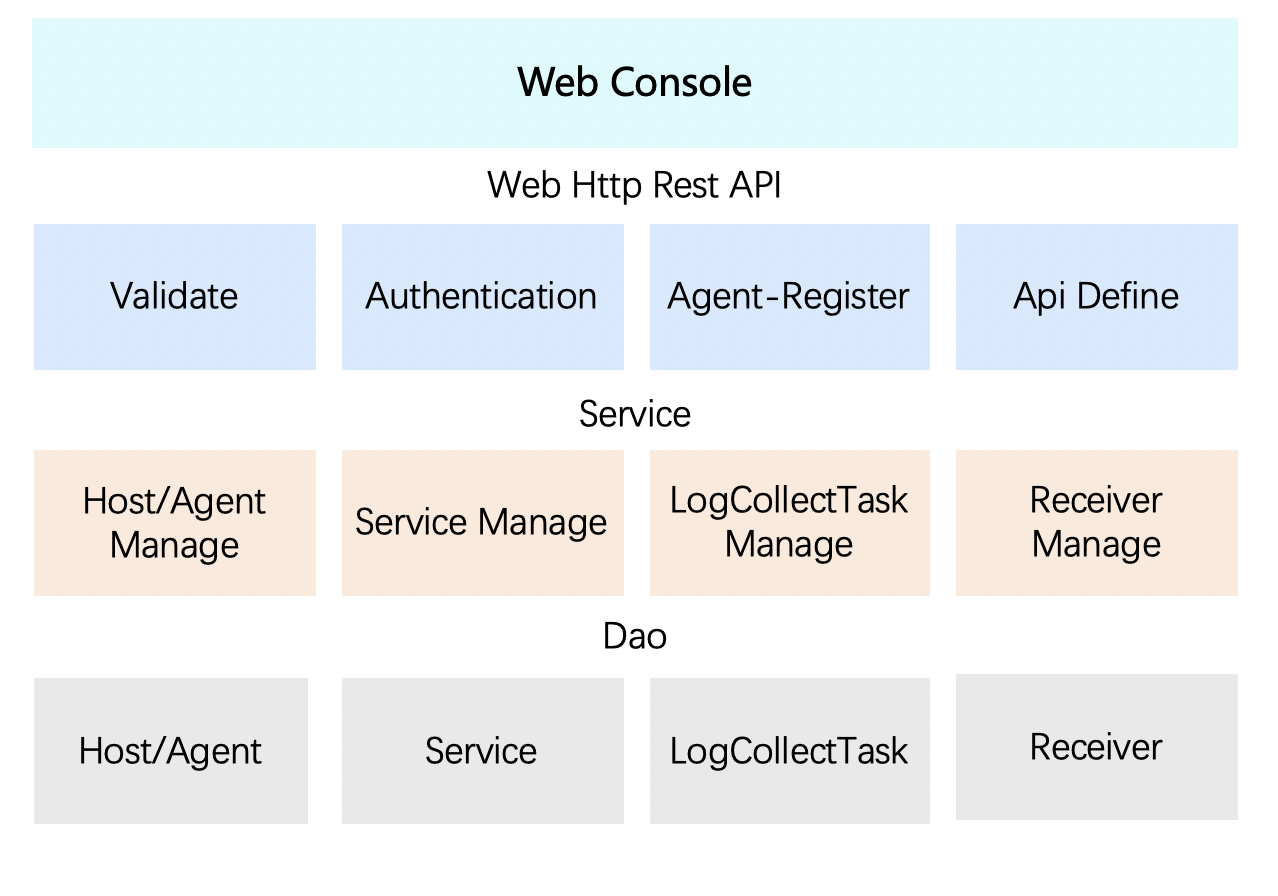 Web Console
Web Http Rest API
Validate
Authentication
Agent-Register
Api Define
Service
Host/Agent
Manage
Service Manage
LogCollectTask
Manage
Receiver
Manage
Dao
Host/Agent
Service
LogCollectTask
Receiver